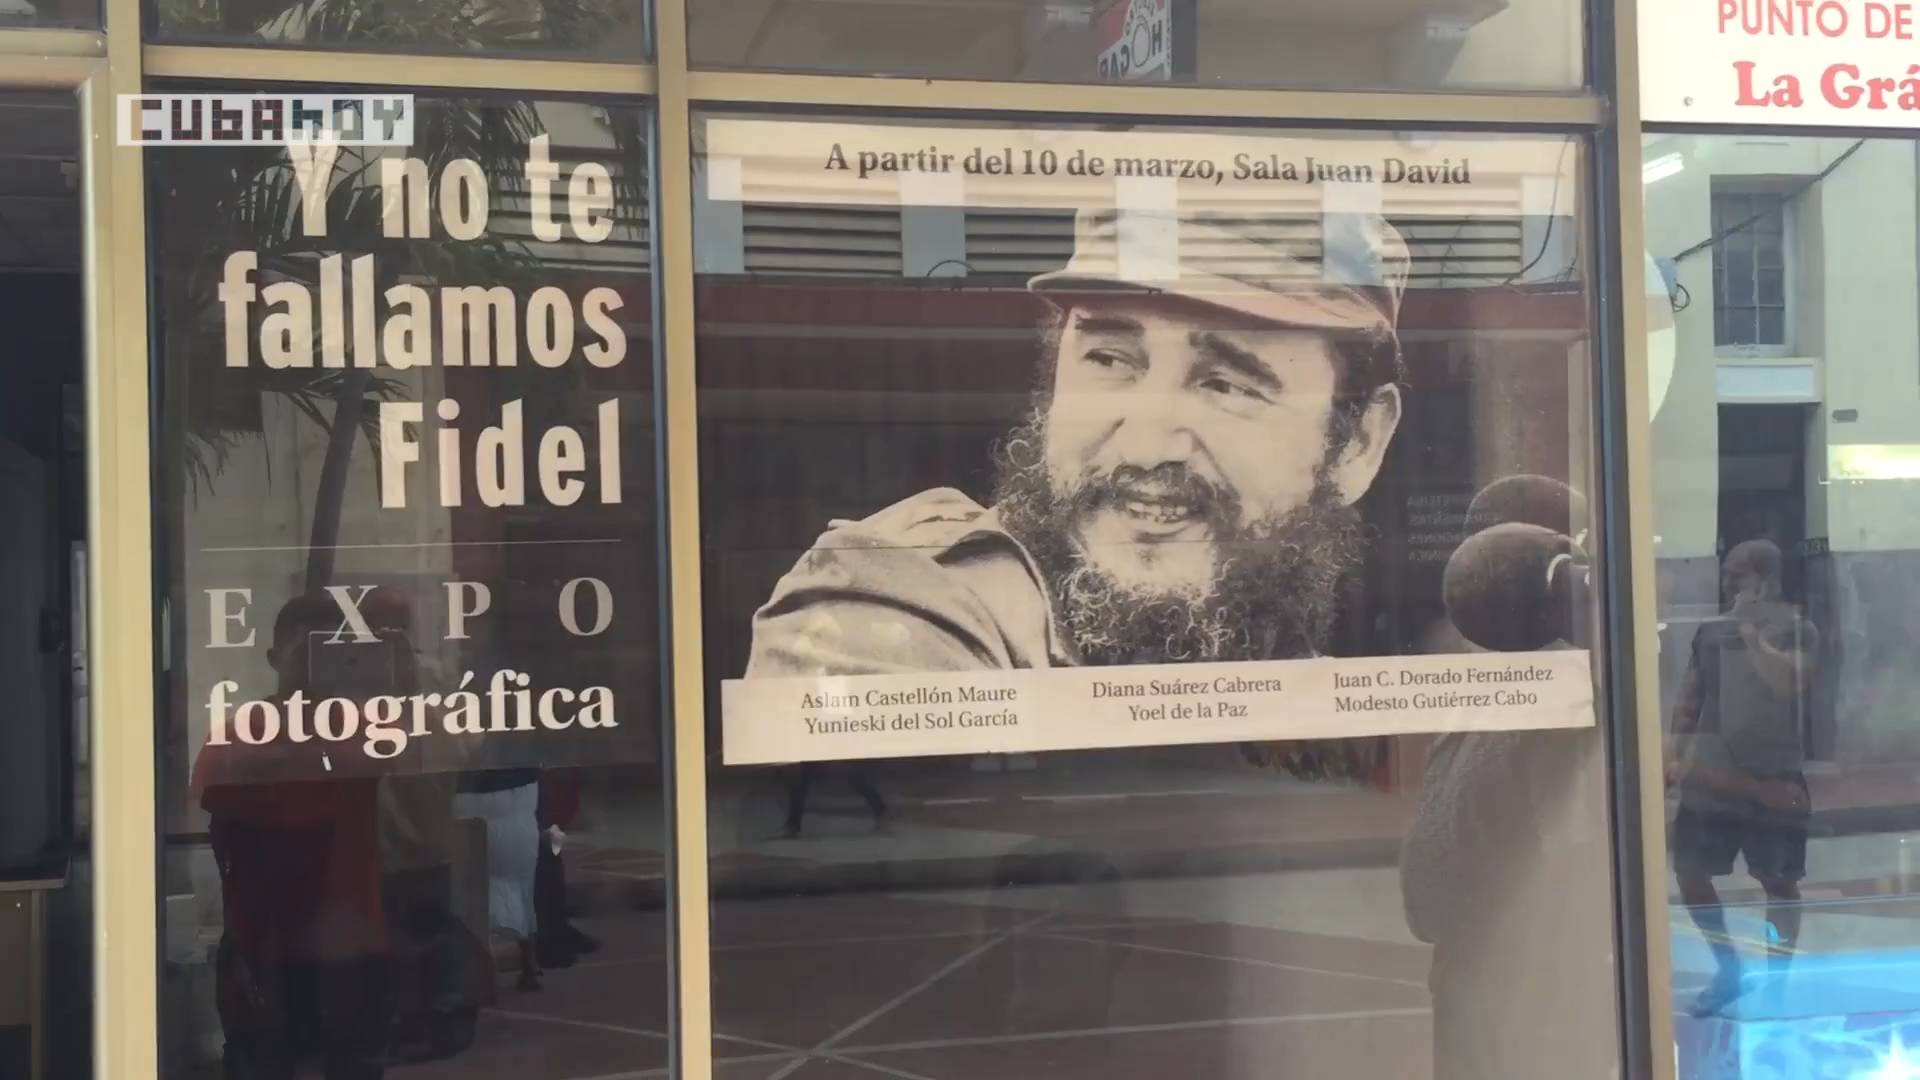 CUBAHOY
Y no te
fallamos
Fidel
EXPO
fotográfica
A partir del 10 de marzo, Sala Juan David
Aslam Castellón Maure
Yunieski del Sol García
Diana Suárez Cabrera
Yoel de la Paz
Juan C. Dorado Fernández
Modesto Gutiérrez Cabo
HOGAR
PUNTO DE
La Grá